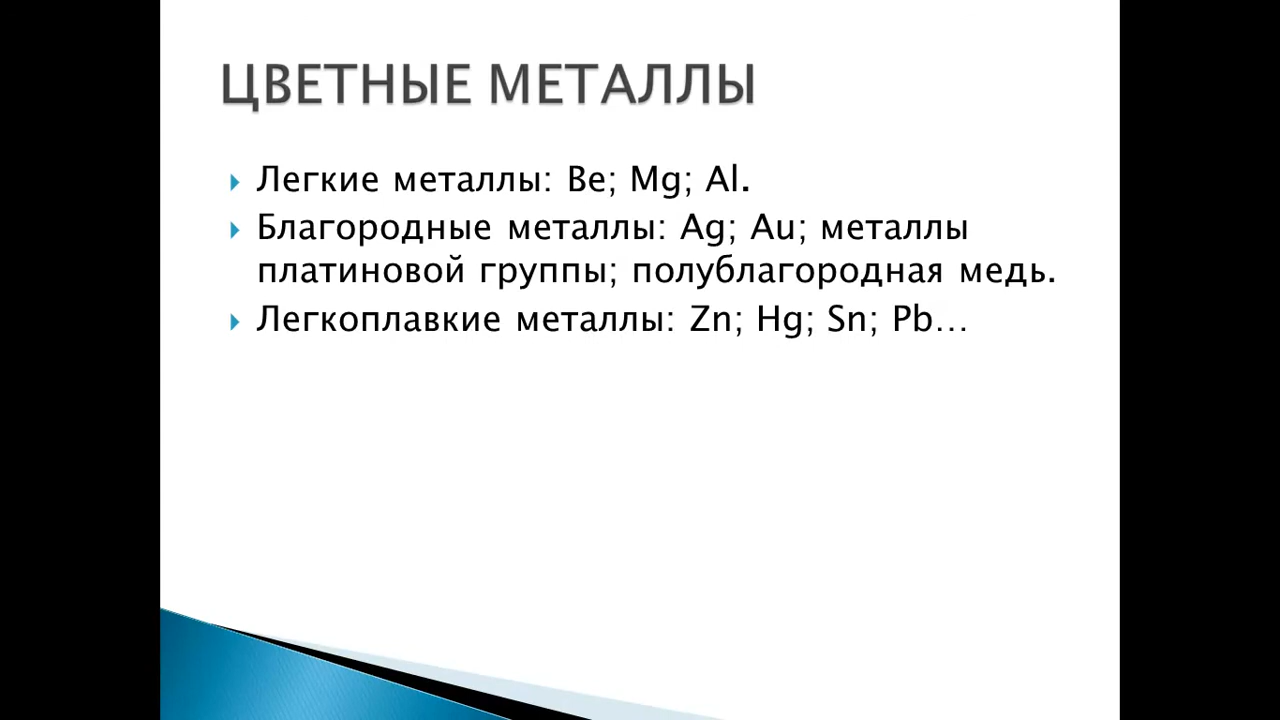 ЦВЕТНЫЕ МЕТАЛЛЫ
Легкие металлы: Be; Mg; Al.
Благородные металлы: Ag; Au; металлы
платиновой группы; полублагородная медь.
Легкоплавкие металлы: Zn; Hg; Sn; Pb…